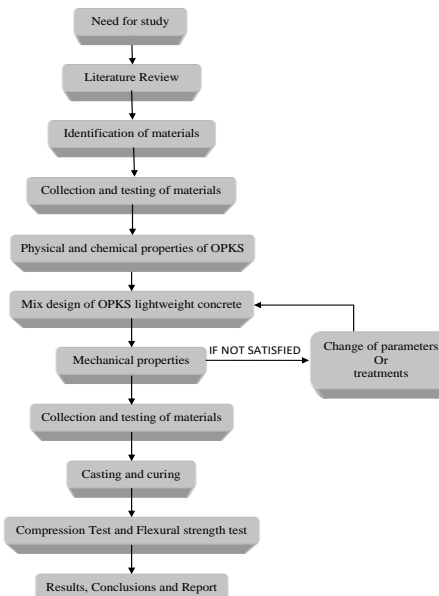 Need for study
Literature Review
Identification of materials
Collection and testing of materials
Physical and chemical properties of OPKS
Mix design of OPKS lightweight concrete
Mechanical properties
IF NOT SATISFIED
Change of parameters
Or
treatments
Collection and testing of materials
Casting and curing
Compression Test and Flexural strength test
Results, Conclusions and Report